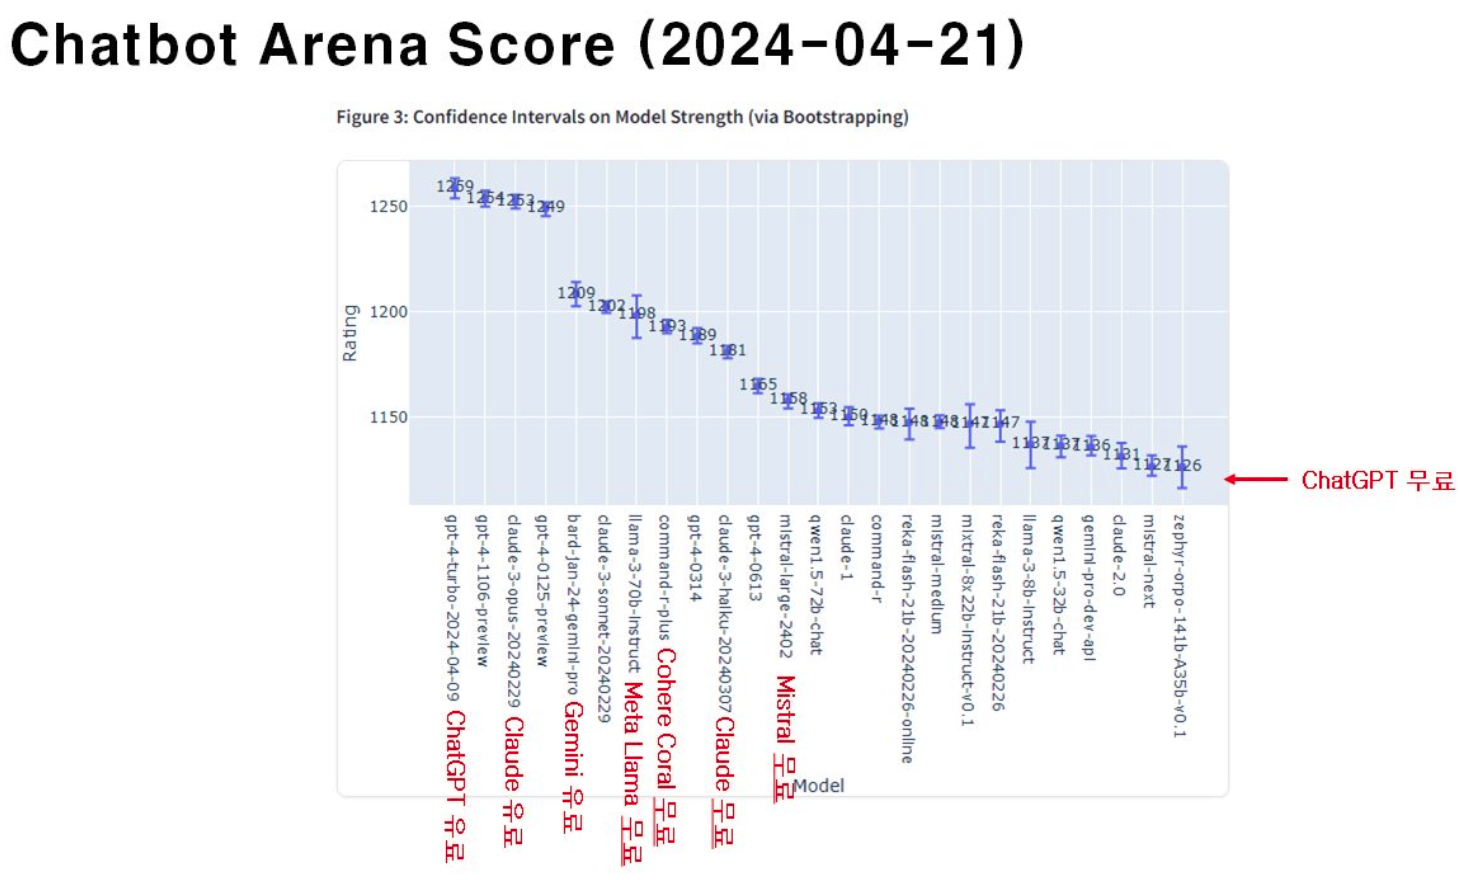 Chatbot Arena Score (2024-04-21)
Figure 3: Confidence Intervals on Model Strength (via Bootstrapping)
Rating
1250
1200
1150
1259
1254
1253
1249
1209
1202
1198
1193
1189
1181
1165
1158
1153
1150
1148
1148
1148
1147
1147
1137
1137
1136
1131
1127
1126
ChatGPT 무료
gpt-4-turbo-2024-04-09 ChatGPT 유료
gpt-4-1106-preview
claude-3-opus-20240229 Claude 유료
gpt-4-0125-preview
bard-jan-24-gemini-pro Gemini 유료
claude-3-sonnet-20240229
llama-3-70b-instruct Meta Llama 무료
command-r-plus Cohere Coral 무료
gpt-4-0314
claude-3-haiku-20240307 Claude 무료
gpt-4-0613
mistral-large-2402 Mistral 무료
qwen1.5-72b-chat
claude-1
command-r
reka-flash-21b-20240226-online
mistral-medium
mixtral-8x22b-instruct-v0.1
reka-flash-21b-20240226
llama-3-8b-instruct
qwen1.5-32b-chat
gemini-pro-dev-api
claude-2.0
mistral-next
zephyr-orpo-141b-A35b-v0.1
Model